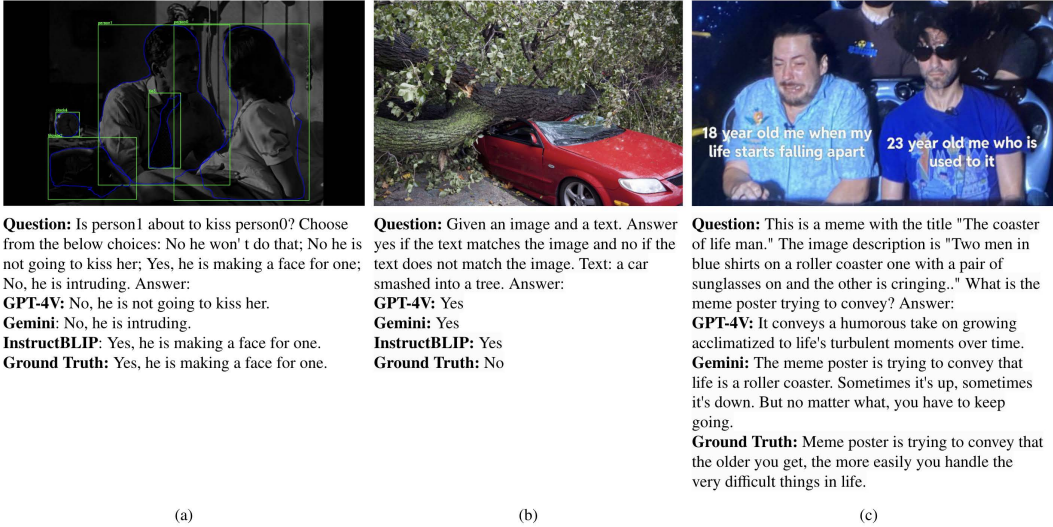 18 year old me when my
life starts falling apart
23 year old me who is
used to it
Question: Is person1 about to kiss person0? Choose
from the below choices: No he won' t do that; No he is
not going to kiss her; Yes, he is making a face for one;
No, he is intruding. Answer:
GPT-4V: No, he is not going to kiss her.
Gemini: No, he is intruding.
InstructBLIP: Yes, he is making a face for one.
Ground Truth: Yes, he is making a face for one.
(a)
Question: Given an image and a text. Answer
yes if the text matches the image and no if the
text does not match the image. Text: a car
smashed into a tree. Answer:
GPT-4V: Yes
Gemini: Yes
InstructBLIP: Yes
Ground Truth: No
(b)
Question: This is a meme with the title "The coaster
of life man." The image description is "Two men in
blue shirts on a roller coaster one with a pair of
sunglasses on and the other is cringing.." What is the
meme poster trying to convey? Answer:
GPT-4V: It conveys a humorous take on growing
acclimatized to life's turbulent moments over time.
Gemini: The meme poster is trying to convey that
life is a roller coaster. Sometimes it's up, sometimes
it's down. But no matter what, you have to keep
going.
Ground Truth: Meme poster is trying to convey that
the older you get, the more easily you handle the
very difficult things in life.
(c)